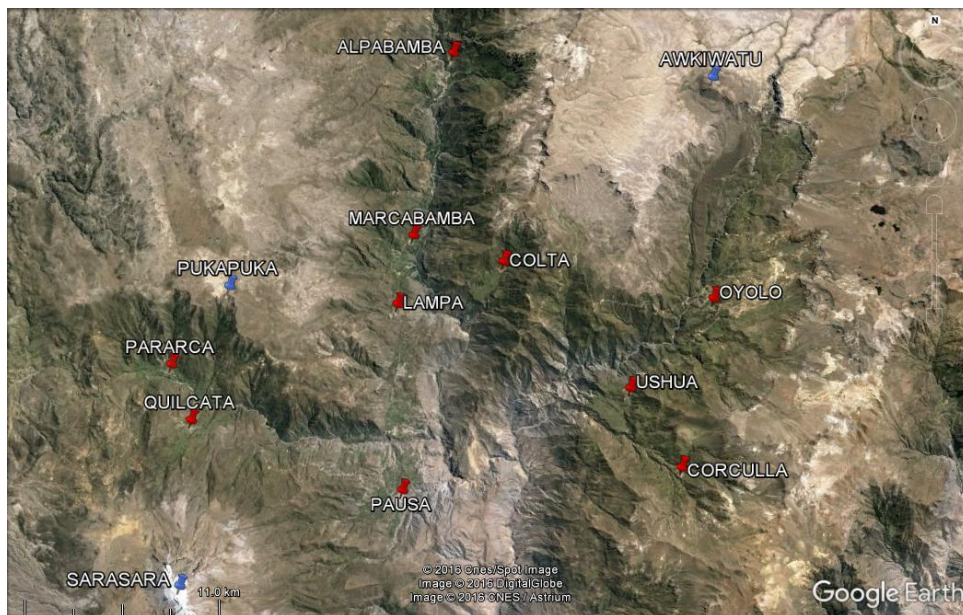 N
ALPABAMBA
AWKIWATU
MARCABAMBA
COLTA
PUKAPUKA
OYOLO
LAMPA
PARARCA
USHUA
QUILCATA
CORCULLA
PAUSA
© 2016 Cnes/Spot Image
Image © 2016 DigitalGlobe
Image © 2016 CNES / Astrium
SARASARA
11.0 km
Google Earth